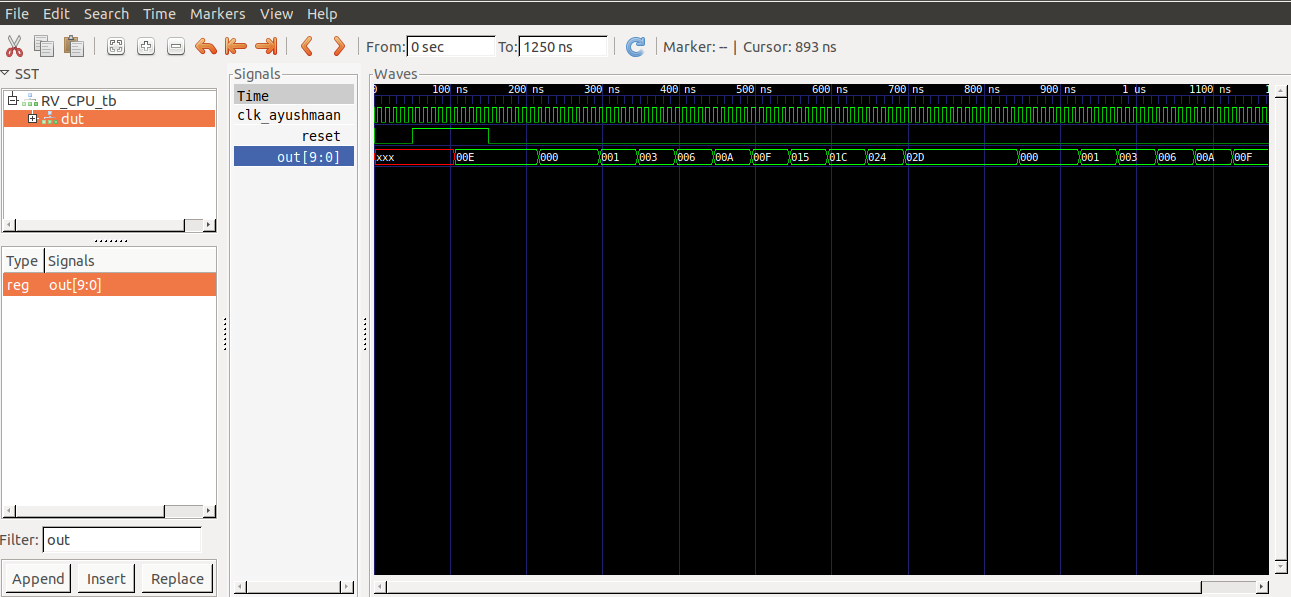 File Edit Search Time Markers View Help
From: 0 sec To: 1250 ns Marker: -- | Cursor: 893 ns
SST
RV_CPU_tb
dut
Type Signals
reg out[9:0]
Filter: out
Append Insert Replace
Signals
Time
clk_ayushmaan
reset
out[9:0]
Waves
0 100 ns 200 ns 300 ns 400 ns 500 ns 600 ns 700 ns 800 ns 900 ns 1 us 1100 ns 1
xxx 00E 000 001 003 006 00A 00F 015 01C 024 02D 000 001 003 006 00A 00F